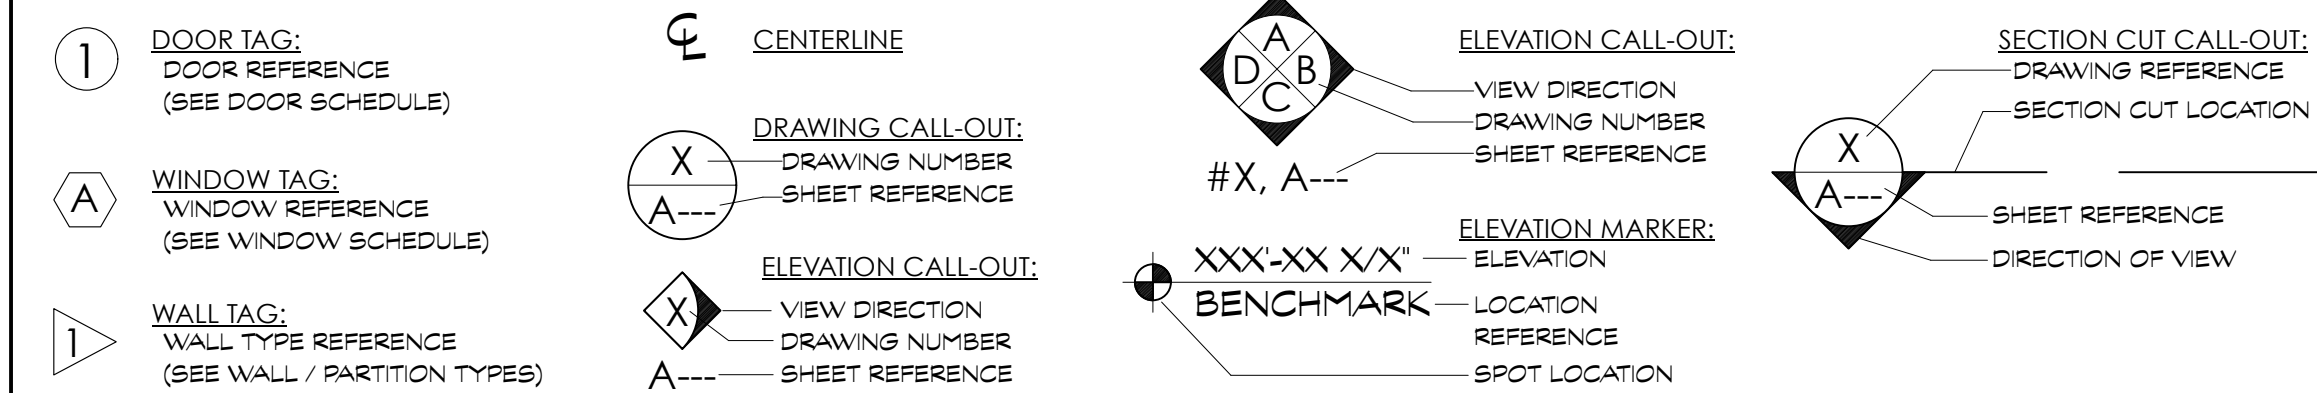 1
DOOR TAG:
DOOR REFERENCE
(SEE DOOR SCHEDULE)
A
WINDOW TAG:
WINDOW REFERENCE
(SEE WINDOW SCHEDULE)
1
WALL TAG:
WALL TYPE REFERENCE
(SEE WALL / PARTITION TYPES)
℄
CENTERLINE
DRAWING CALL-OUT:
X
DRAWING NUMBER
A---
SHEET REFERENCE
ELEVATION CALL-OUT:
X
VIEW DIRECTION
DRAWING NUMBER
A---
SHEET REFERENCE
A
D B
C
#X, A---
ELEVATION CALL-OUT:
VIEW DIRECTION
DRAWING NUMBER
SHEET REFERENCE
ELEVATION MARKER:
XXX'-XX X/X"
ELEVATION
BENCHMARK
LOCATION
REFERENCE
SPOT LOCATION
SECTION CUT CALL-OUT:
DRAWING REFERENCE
SECTION CUT LOCATION
X
A---
SHEET REFERENCE
DIRECTION OF VIEW